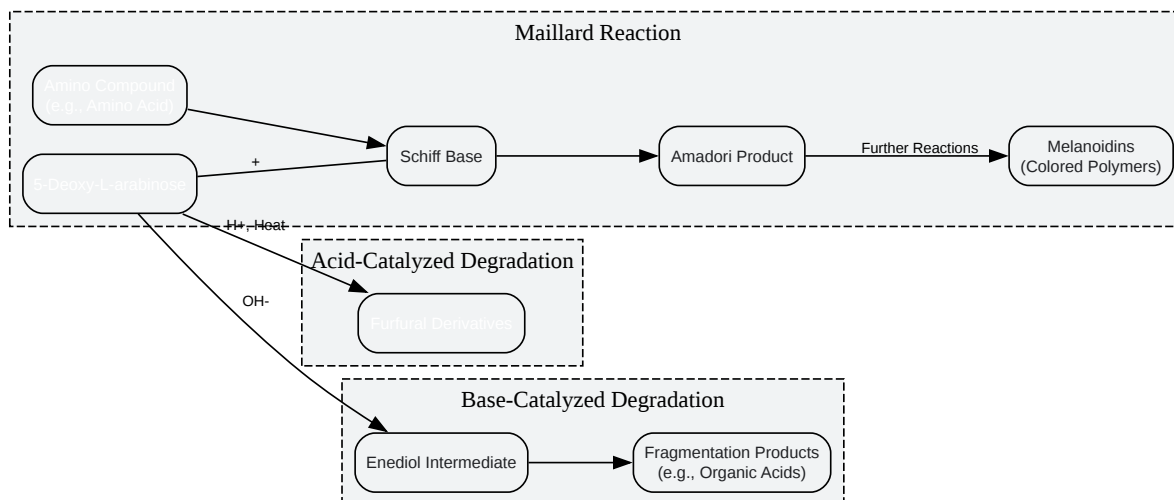 Maillard Reaction
Amino Compound
(e.g., Amino Acid)
5-Deoxy-L-arabinose
+
Schiff Base
Amadori Product
Further Reactions
Melanoidins
(Colored Polymers)
H+, Heat
Acid-Catalyzed Degradation
Furfural Derivatives
OH-
Base-Catalyzed Degradation
Enediol Intermediate
Fragmentation Products
(e.g., Organic Acids)